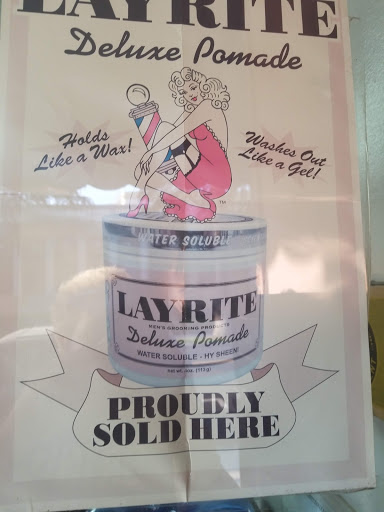 LAYRITE
Deluxe Pomade
Holds
Like a Wax!
Washes Out
Like a Gel!
TM
WATER SOLUBLE
LAYRITE
MEN'S GROOMING PRODUCTS
Deluxe Pomade
WATER SOLUBLE - HY SHEEN!
PROUDLY
SOLD HERE